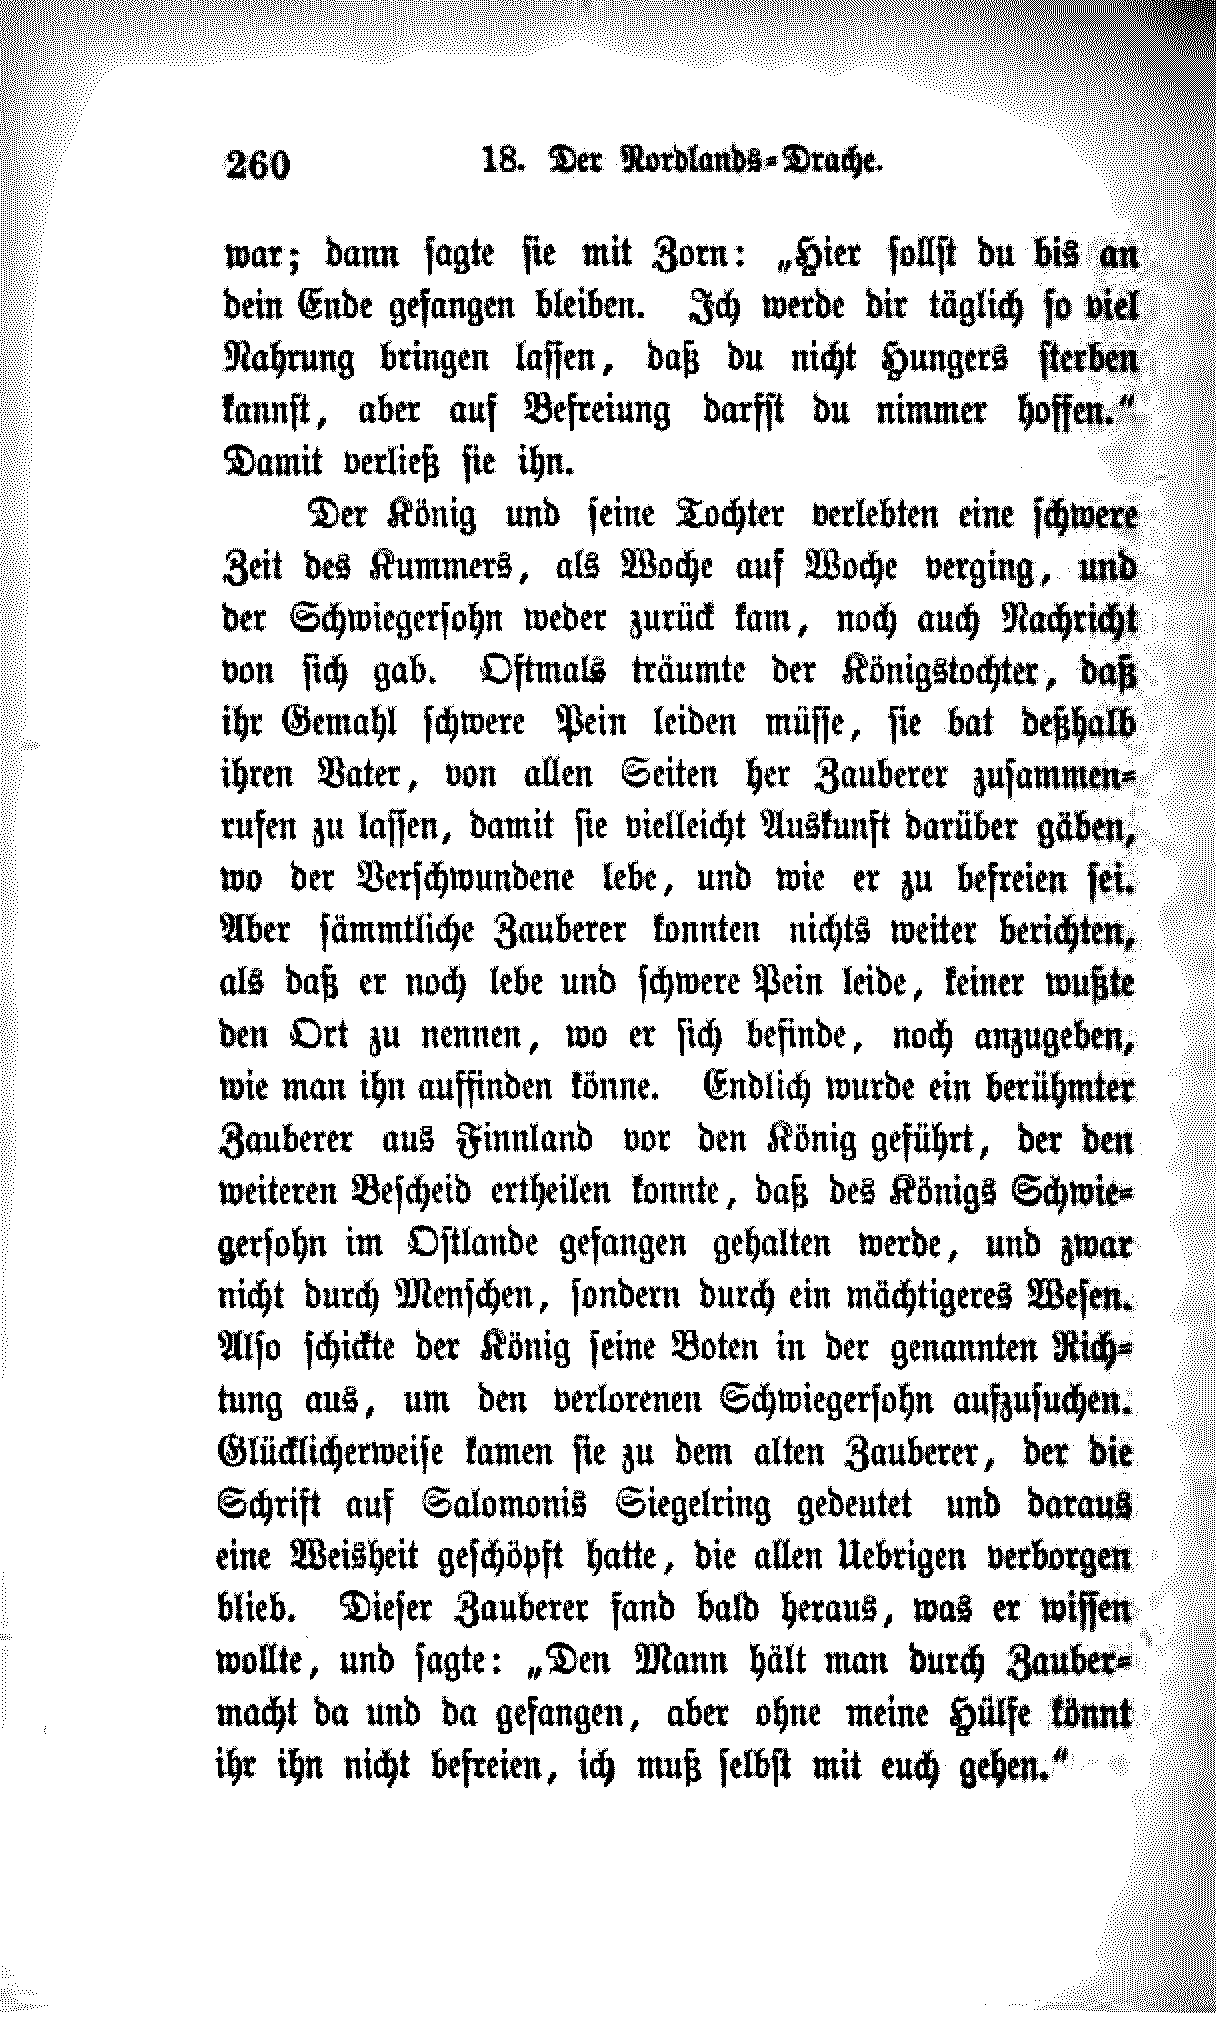 260 18. Der Nordlands-Drache.
war; dann sagte sie mit Zorn: „Hier sollst du bis an
dein Ende gefangen bleiben. Ich werde dir täglich so viel
Nahrung bringen lassen, daß du nicht Hungers sterben
kannst, aber auf Befreiung darfst du nimmer hoffen.“
Damit verließ sie ihn.
Der König und seine Tochter verlebten eine schwere
Zeit des Kummers, als Woche auf Woche verging, und
der Schwiegersohn weder zurück kam, noch auch Nachricht
von sich gab. Oftmals träumte der Königstochter, daß
ihr Gemahl schwere Pein leiden müsse, sie bat deßhalb
ihren Vater, von allen Seiten her Zauberer zusammen-
rufen zu lassen, damit sie vielleicht Auskunft darüber gäben,
wo der Verschwundene lebe, und wie er zu befreien sei.
Aber sämmtliche Zauberer konnten nichts weiter berichten,
als daß er noch lebe und schwere Pein leide, keiner wußte
den Ort zu nennen, wo er sich befinde, noch anzugeben,
wie man ihn auffinden könne. Endlich wurde ein berühmter
Zauberer aus Finnland vor den König geführt, der den
weiteren Bescheid ertheilen konnte, daß des Königs Schwie-
gersohn im Ostlande gefangen gehalten werde, und zwar
nicht durch Menschen, sondern durch ein mächtigeres Wesen.
Also schickte der König seine Boten in der genannten Rich-
tung aus, um den verlorenen Schwiegersohn aufzusuchen.
Glücklicherweise kamen sie zu dem alten Zauberer, der die
Schrift auf Salomonis Siegelring gedeutet und daraus
eine Weisheit geschöpft hatte, die allen Uebrigen verborgen
blieb. Dieser Zauberer fand bald heraus, was er wissen
wollte, und sagte: „Den Mann hält man durch Zauber-
macht da und da gefangen, aber ohne meine Hülfe könnt
ihr ihn nicht befreien, ich muß selbst mit euch gehen.“